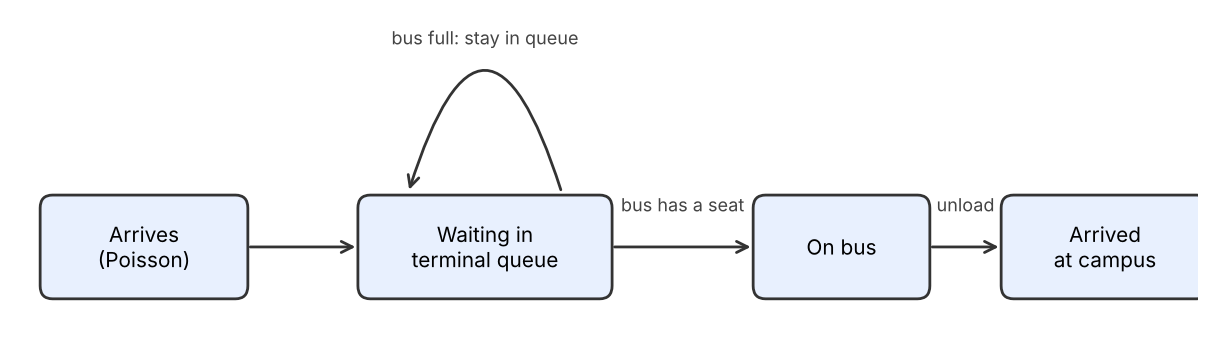 bus full: stay in queue
Arrives
(Poisson)
Waiting in
terminal queue
bus has a seat
On bus
unload
Arrived
at campus